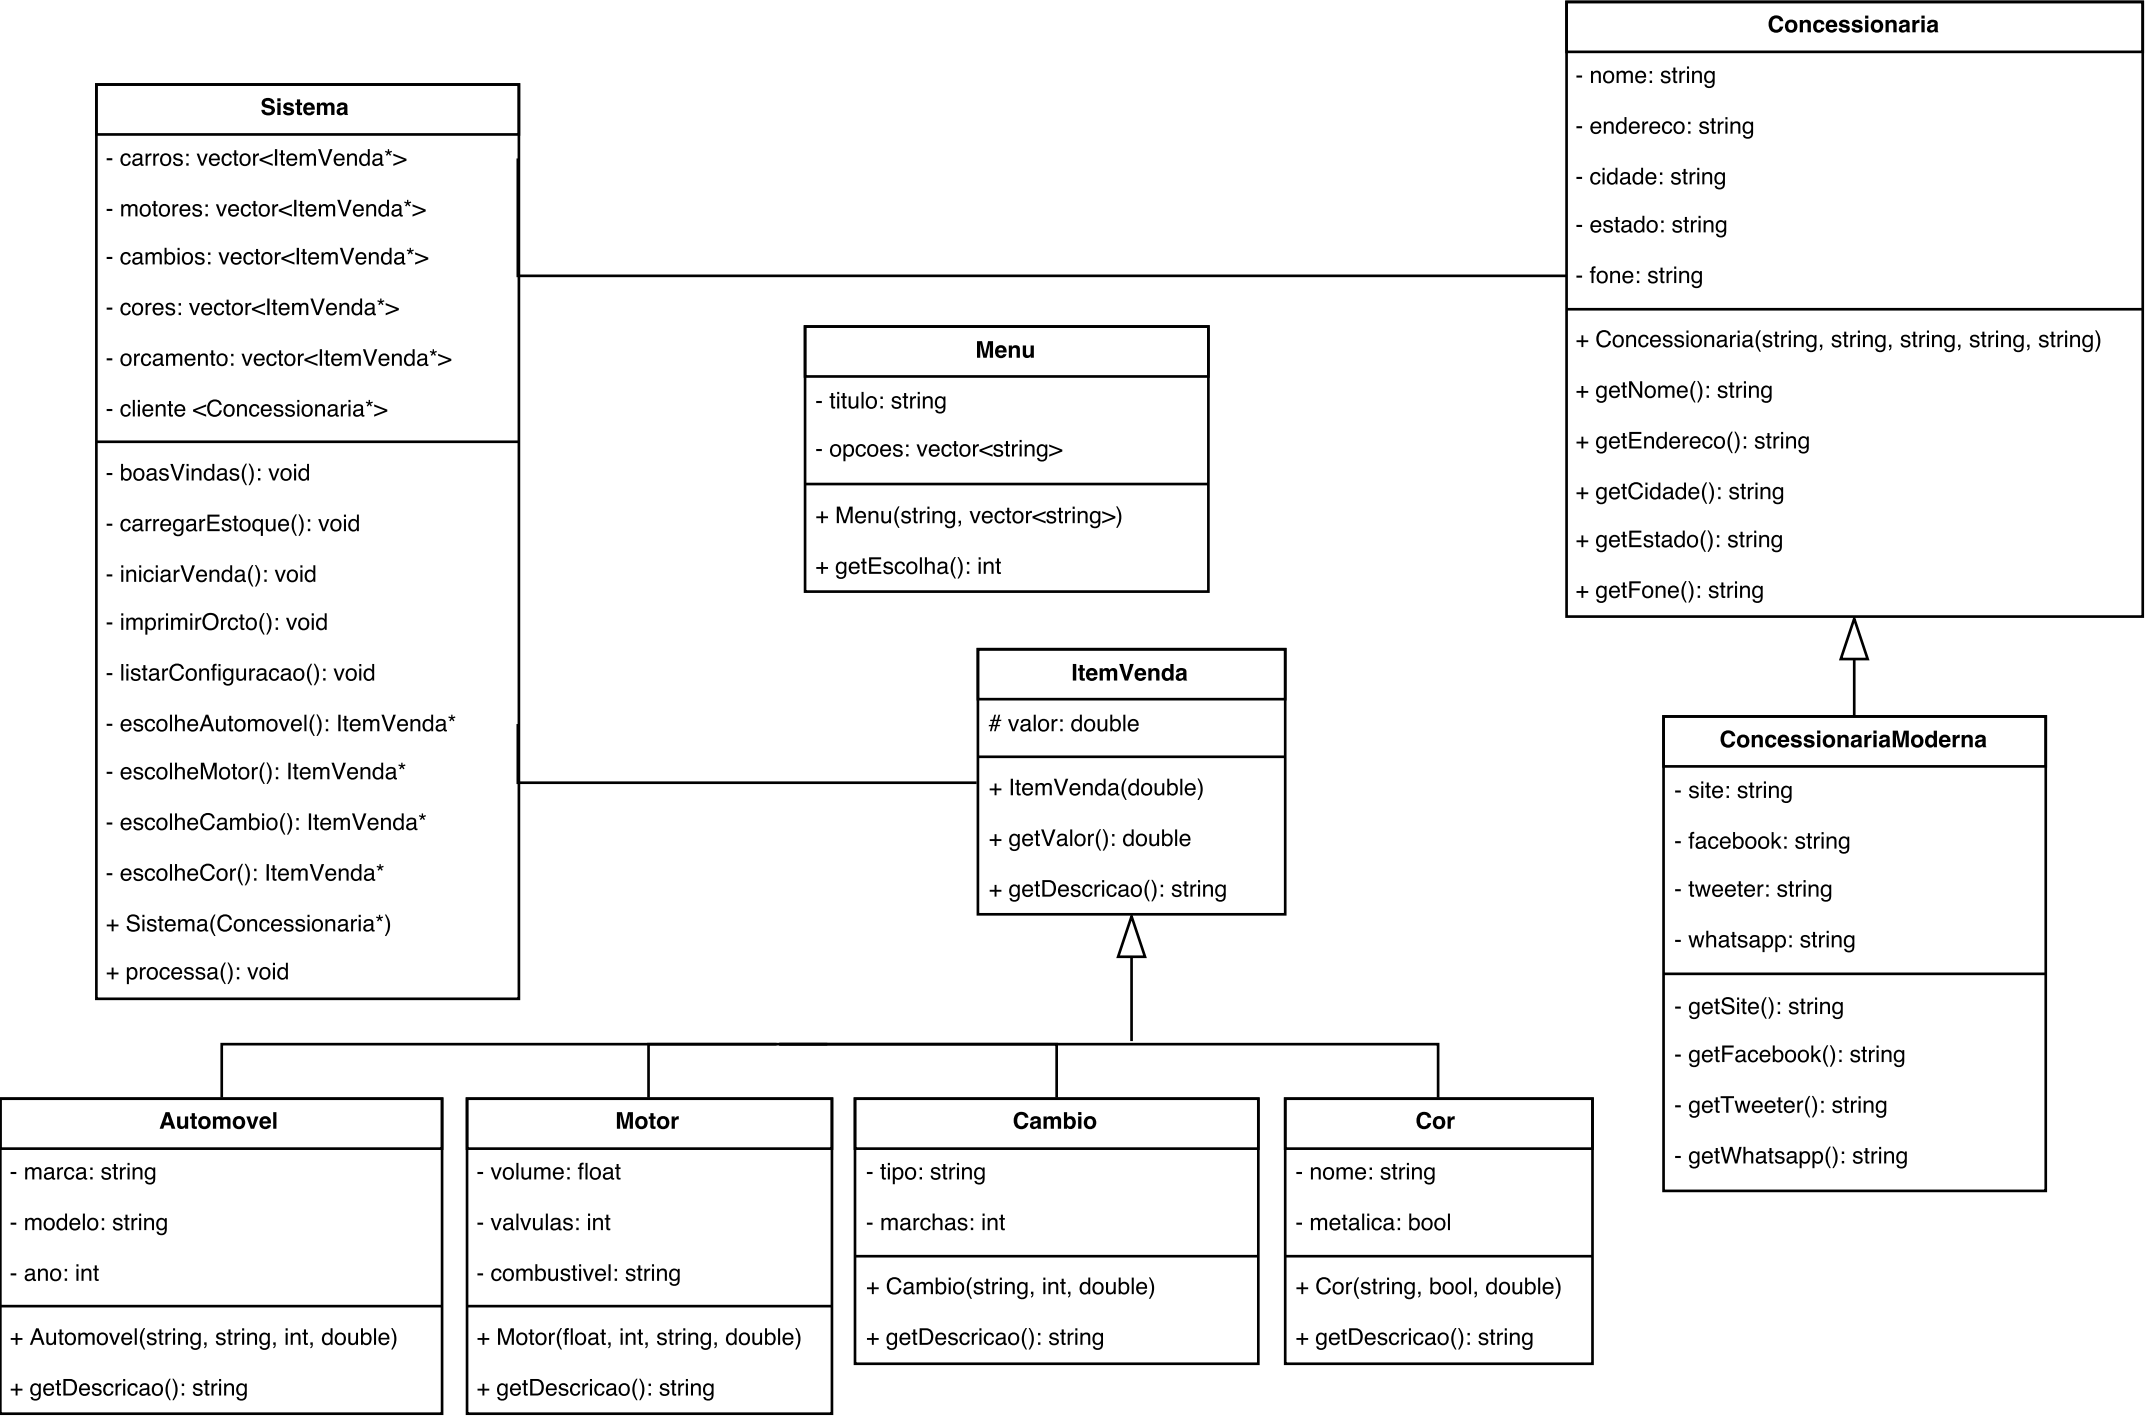 Concessionaria
- nome: string
- endereco: string
- cidade: string
- estado: string
- fone: string
+ Concessionaria(string, string, string, string, string)
+ getNome(): string
+ getEndereco(): string
+ getCidade(): string
+ getEstado(): string
+ getFone(): string
Sistema
- carros: vector<ItemVenda*>
- motores: vector<ItemVenda*>
- cambios: vector<ItemVenda*>
- cores: vector<ItemVenda*>
- orcamento: vector<ItemVenda*>
- cliente <Concessionaria*>
- boasVindas(): void
- carregarEstoque(): void
- iniciarVenda(): void
- imprimirOrcto(): void
- listarConfiguracao(): void
- escolheAutomovel(): ItemVenda*
- escolheMotor(): ItemVenda*
- escolheCambio(): ItemVenda*
- escolheCor(): ItemVenda*
+ Sistema(Concessionaria*)
+ processa(): void
Menu
- titulo: string
- opcoes: vector<string>
+ Menu(string, vector<string>)
+ getEscolha(): int
ItemVenda
# valor: double
+ ItemVenda(double)
+ getValor(): double
+ getDescricao(): string
ConcessionariaModerna
- site: string
- facebook: string
- tweeter: string
- whatsapp: string
- getSite(): string
- getFacebook(): string
- getTweeter(): string
- getWhatsapp(): string
Automovel
- marca: string
- modelo: string
- ano: int
+ Automovel(string, string, int, double)
+ getDescricao(): string
Motor
- volume: float
- valvulas: int
- combustivel: string
+ Motor(float, int, string, double)
+ getDescricao(): string
Cambio
- tipo: string
- marchas: int
+ Cambio(string, int, double)
+ getDescricao(): string
Cor
- nome: string
- metalica: bool
+ Cor(string, bool, double)
+ getDescricao(): string